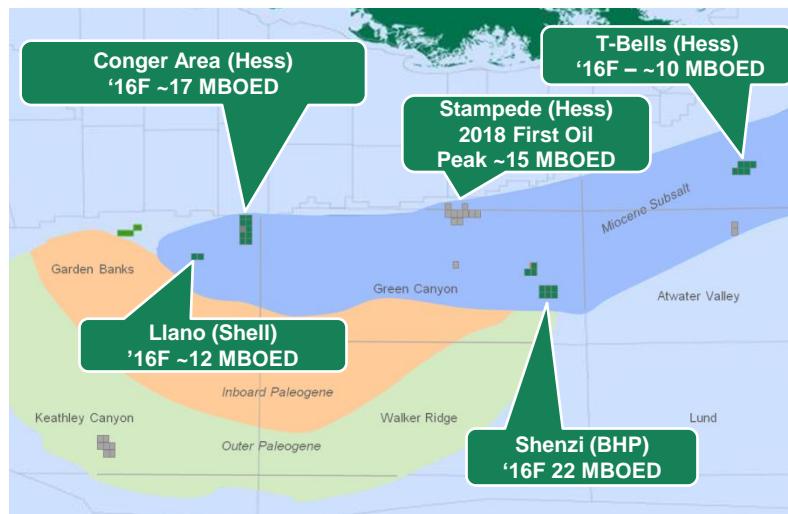 T-Bells (Hess)
‘16F – ~10 MBOED
Conger Area (Hess)
‘16F ~17 MBOED
Stampede (Hess)
2018 First Oil
Peak ~15 MBOED
Miocene Subsalt
Garden Banks
Green Canyon
Atwater Valley
Llano (Shell)
’16F ~12 MBOED
Inboard Paleogene
Keathley Canyon
Walker Ridge
Lund
Outer Paleogene
Shenzi (BHP)
‘16F 22 MBOED